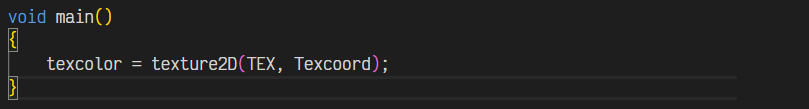 void main()
{
    texcolor = texture2D(TEX, Texcoord);
}